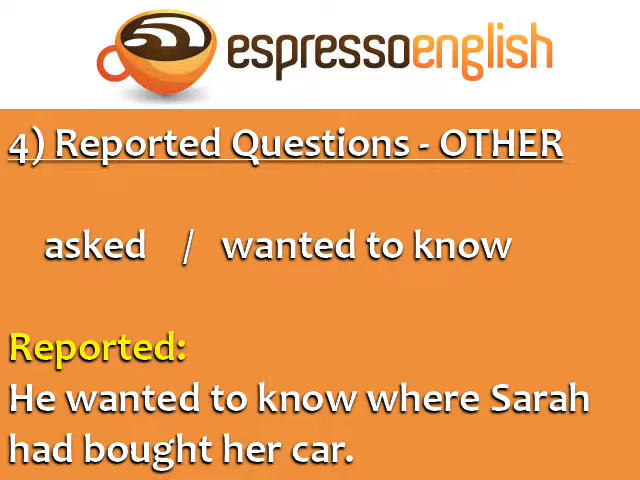 espressoenglish
4) Reported Questions - OTHER
asked / wanted to know
Reported:
He wanted to know where Sarah
had bought her car.